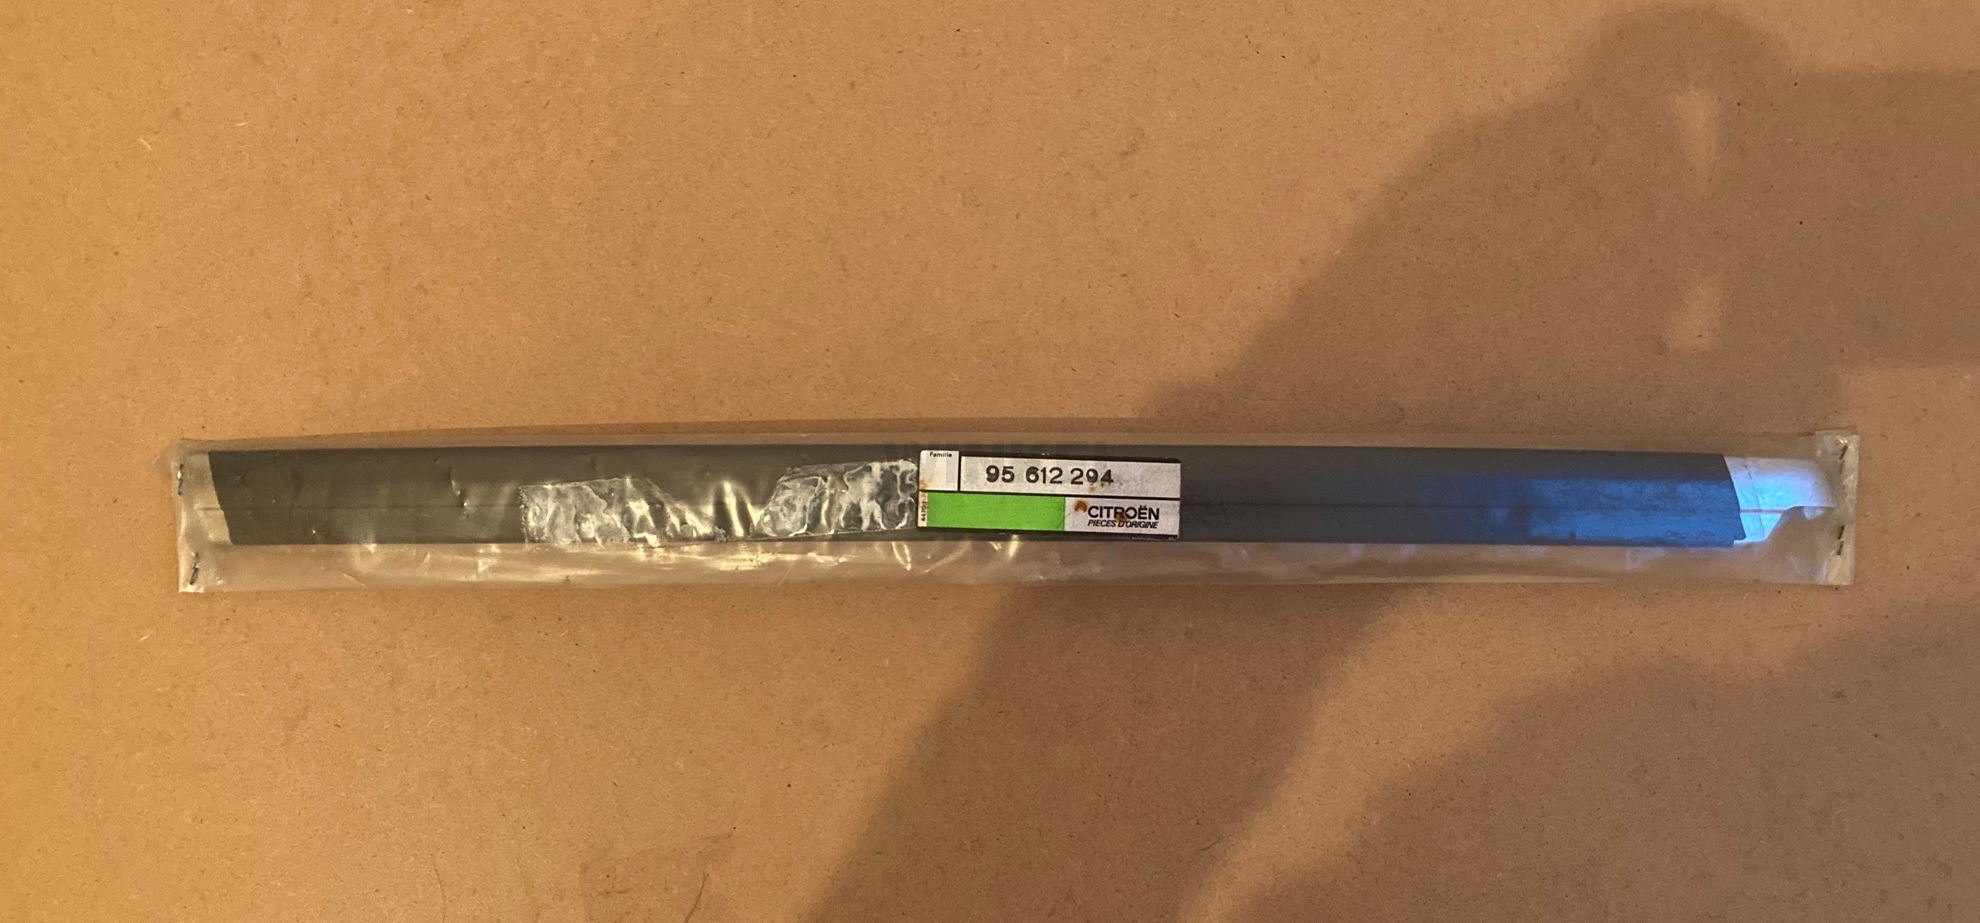 Famille
95 612 294
CITROËN
PIECES D'ORIGINE